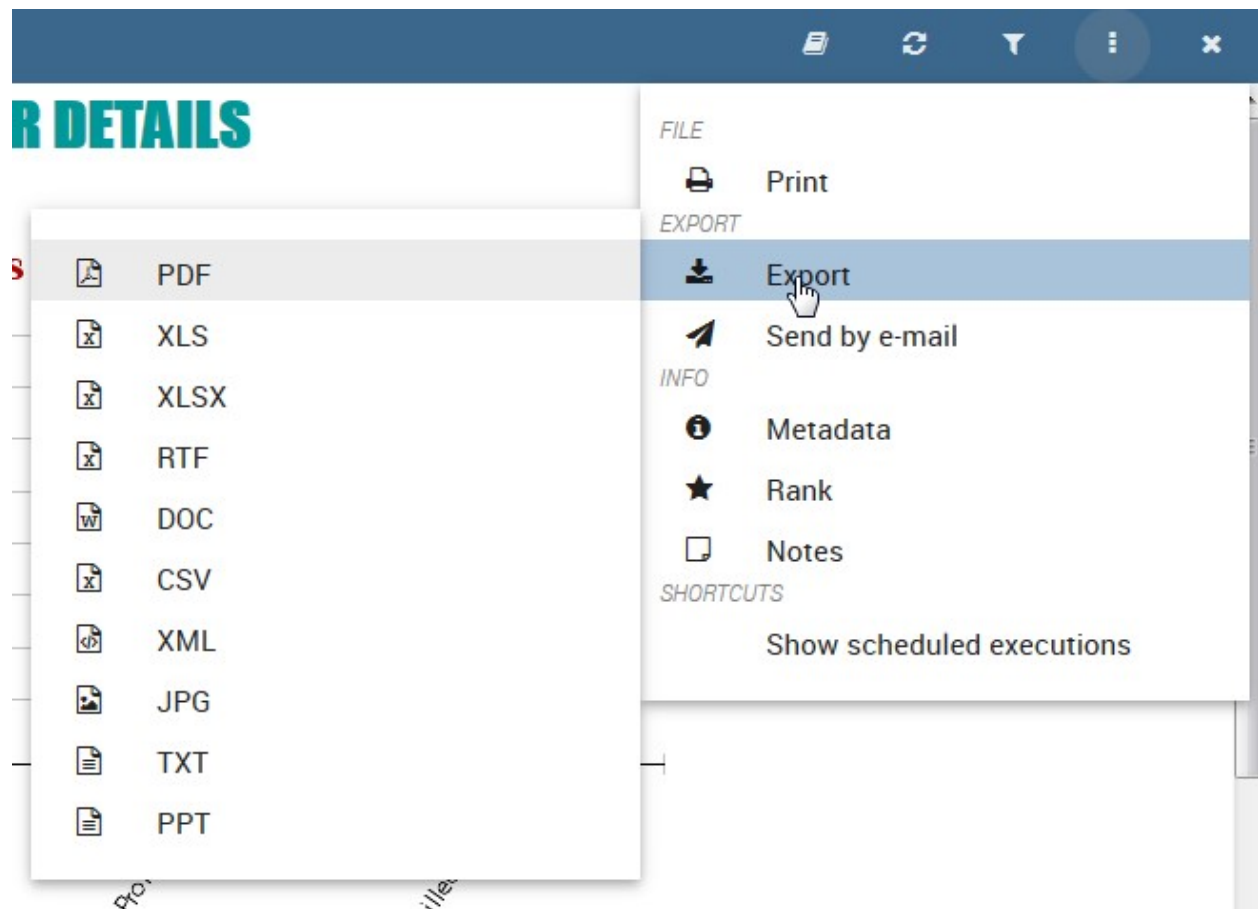 R DETAILS
FILE
Print
EXPORT
Export
Send by e-mail
INFO
Metadata
Rank
Notes
SHORTCUTS
Show scheduled executions
s
PDF
XLS
XLSX
RTF
DOC
CSV
XML
JPG
TXT
PPT